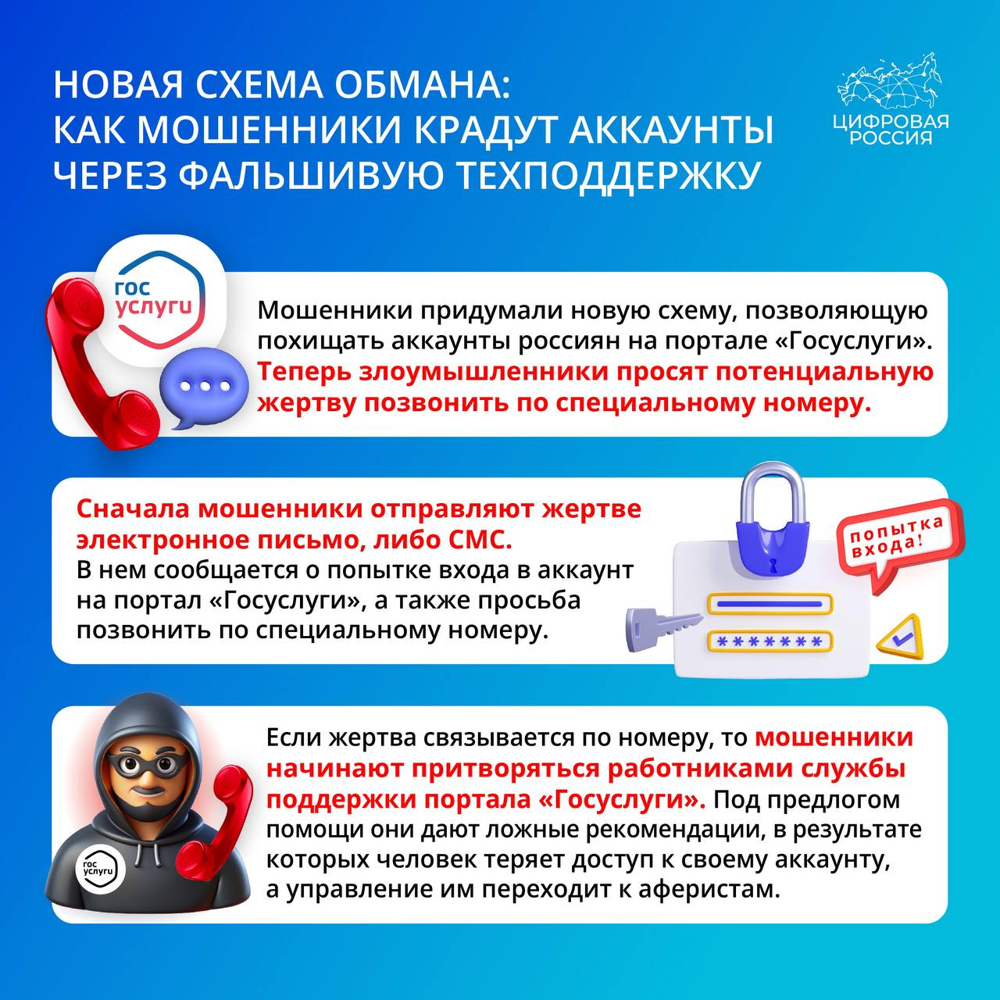 НОВАЯ СХЕМА ОБМАНА:
КАК МОШЕННИКИ КРАДУТ АККАУНТЫ
ЧЕРЕЗ ФАЛЬШИВУЮ ТЕХПОДДЕРЖКУ
ЦИФРОВАЯ
РОССИЯ
гос
услуги
Мошенники придумали новую схему, позволяющую
похищать аккаунты россиян на портале «Госуслуги».
Теперь злоумышленники просят потенциальную
жертву позвонить по специальному номеру.
Сначала мошенники отправляют жертве
электронное письмо, либо СМС.
В нем сообщается о попытке входа в аккаунт
на портал «Госуслуги», а также просьба
позвонить по специальному номеру.
попытка
входа!
*******
Если жертва связывается по номеру, то мошенники
начинают притворяться работниками службы
поддержки портала «Госуслуги». Под предлогом
помощи они дают ложные рекомендации, в результате
которых человек теряет доступ к своему аккаунту,
а управление им переходит к аферистам.
гос
услуги